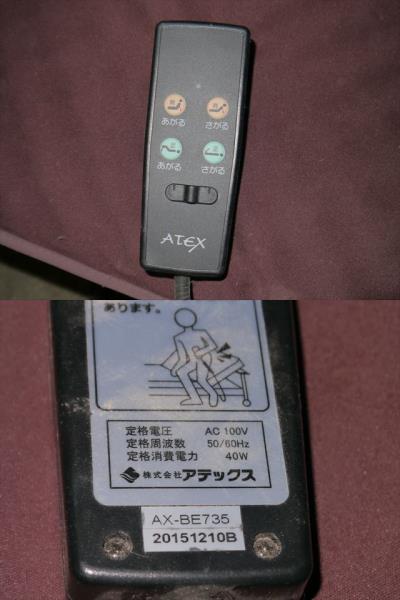 あがる さがる
あがる さがる
ATEX
あります。
定格電圧 AC 100V
定格周波数 50/60Hz
定格消費電力 40W
株式会社アテックス
AX-BE735
20151210B